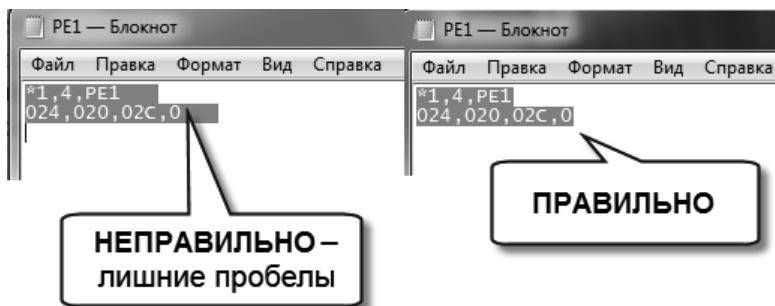 PE1 — Блокнот
Файл Правка Формат Вид Справка
*1,4,PE1
024,020,02C,0
НЕПРАВИЛЬНО –
лишние пробелы
PE1 — Блокнот
Файл Правка Формат Вид Справка
*1,4,PE1
024,020,02C,0
ПРАВИЛЬНО